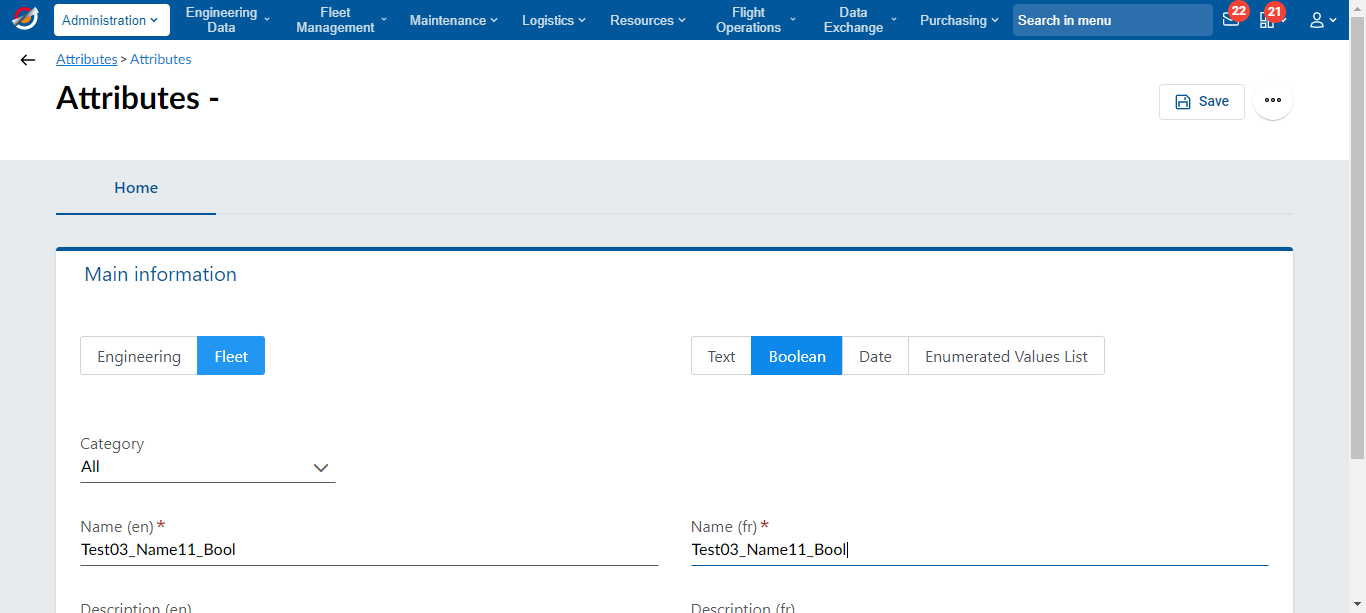 Administration
Engineering
Data
Fleet
Management
Maintenance
Logistics
Resources
Flight
Operations
Data
Exchange
Purchasing
Search in menu
22
21
Attributes > Attributes
Attributes -
Save
Home
Main information
Engineering
Fleet
Text
Boolean
Date
Enumerated Values List
Category
All
Name (en) *
Name (fr) *
Test03_Name11_Bool
Test03_Name11_Bool
Description (en)
Description (fr)